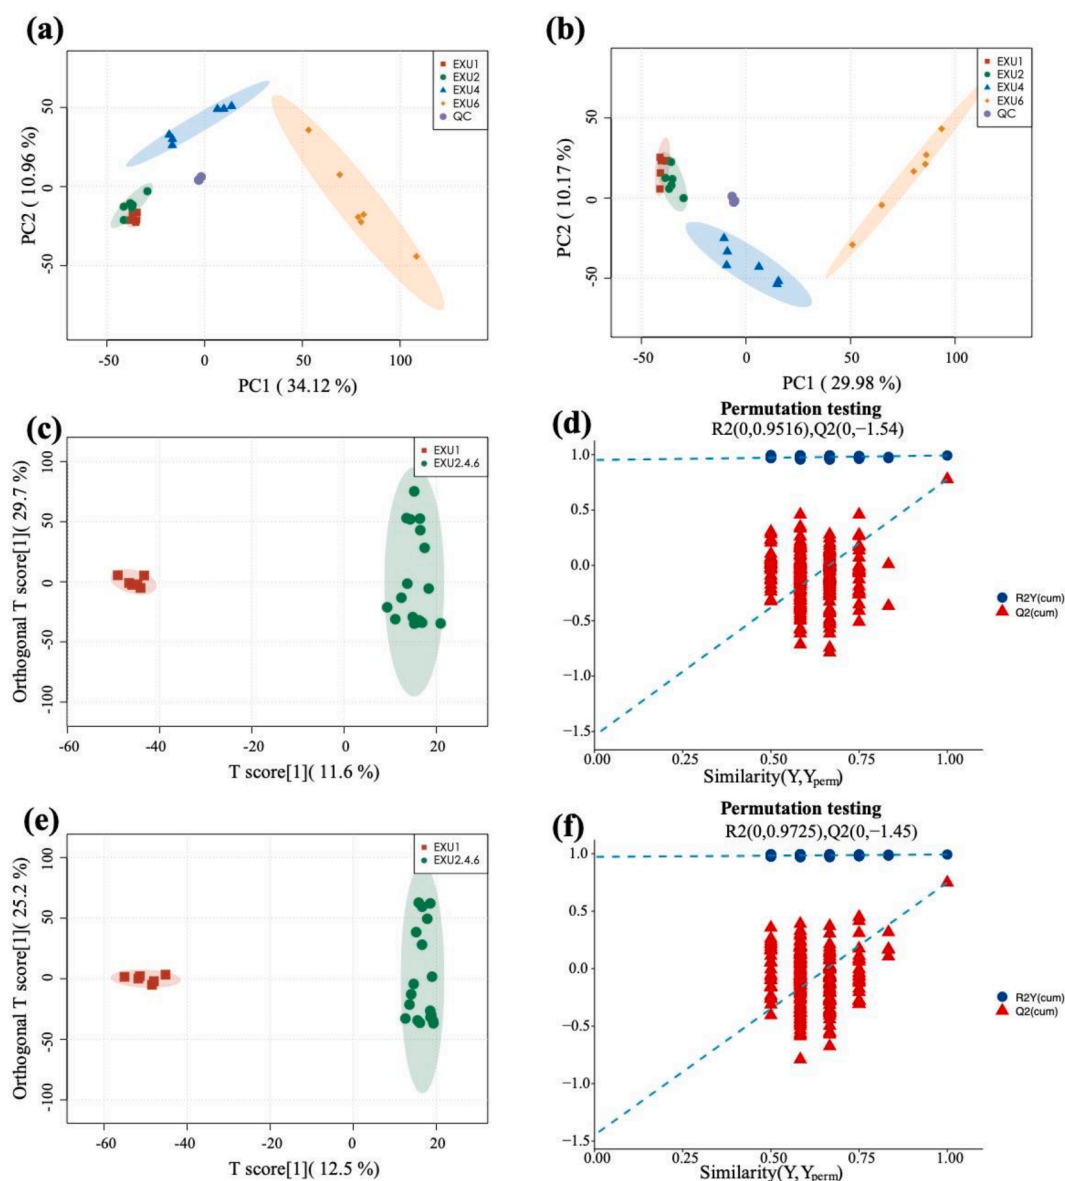 (a)
EXU1
EXU2
EXU4
EXU6
QC
PC2 ( 10.96 %)
50
0
-50
-50
0
50
100
PC1 ( 34.12 %)
(b)
EXU1
EXU2
EXU4
EXU6
QC
PC2 ( 10.17 %)
50
0
-50
-50
0
50
100
PC1 ( 29.98 %)
(c)
EXU1
EXU2.4.6
Orthogonal T score[1]( 29.7 %)
100
50
0
-50
-100
-60
-40
-20
0
20
T score[1]( 11.6 %)
(d)
Permutation testing
R2(0,0.9516),Q2(0,−1.54)
1.0
0.5
0.0
−0.5
−1.0
−1.5
0.00
0.25
0.50
0.75
1.00
Similarity(Y,Yperm)
R2Y(cum)
Q2(cum)
(e)
EXU1
EXU2.4.6
Orthogonal T score[1]( 25.2 %)
100
50
0
-50
-100
-60
-40
-20
0
20
T score[1]( 12.5 %)
(f)
Permutation testing
R2(0,0.9725),Q2(0,−1.45)
1.0
0.5
0.0
−0.5
−1.0
−1.5
0.00
0.25
0.50
0.75
1.00
Similarity(Y,Yperm)
R2Y(cum)
Q2(cum)